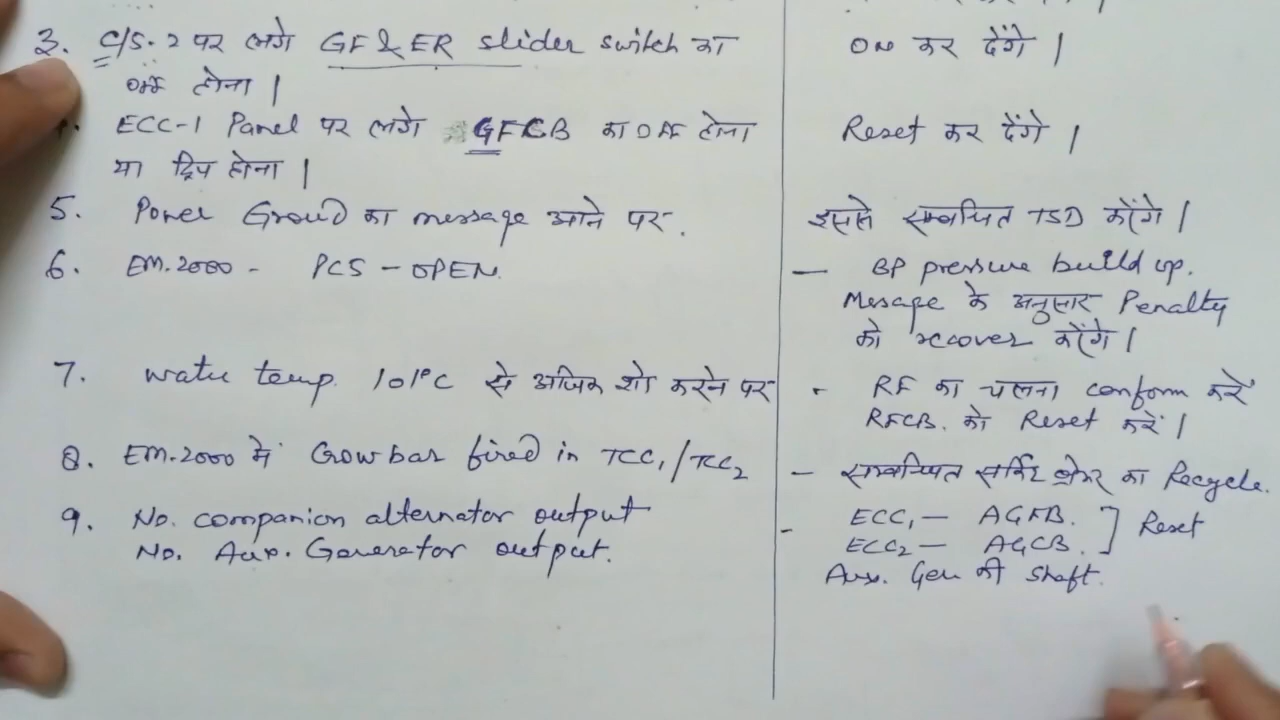 3. C/S-2 पर लगे GF & ER slider switch का
ON कर देंगे |
off होना |
ECC-1 Panel पर लगे GFCB का OFF होना
Reset कर देंगे |
या ट्रिप होना |
5. Power Ground का message आने पर.
इससे सम्बन्धित TSD करेंगे |
6. EM.2000 - PCS - OPEN.
— BP pressure build up.
Message के अनुसार Penalty
को recover करेंगे |
7. water temp. 101°C से अधिक शो करने पर
- RF का चलना conform करें
RFCB. को Reset करें |
8. EM.2000 में Crowbar fired in TCC1/TCC2
- सम्बन्धित सर्किट ब्रेकर का Recycle.
9. No. companion alternator output
- ECC1 — AGFB. ] Reset
No. Aux. Generator output.
ECC2 — AGCB.
Aux. Gen की shaft.